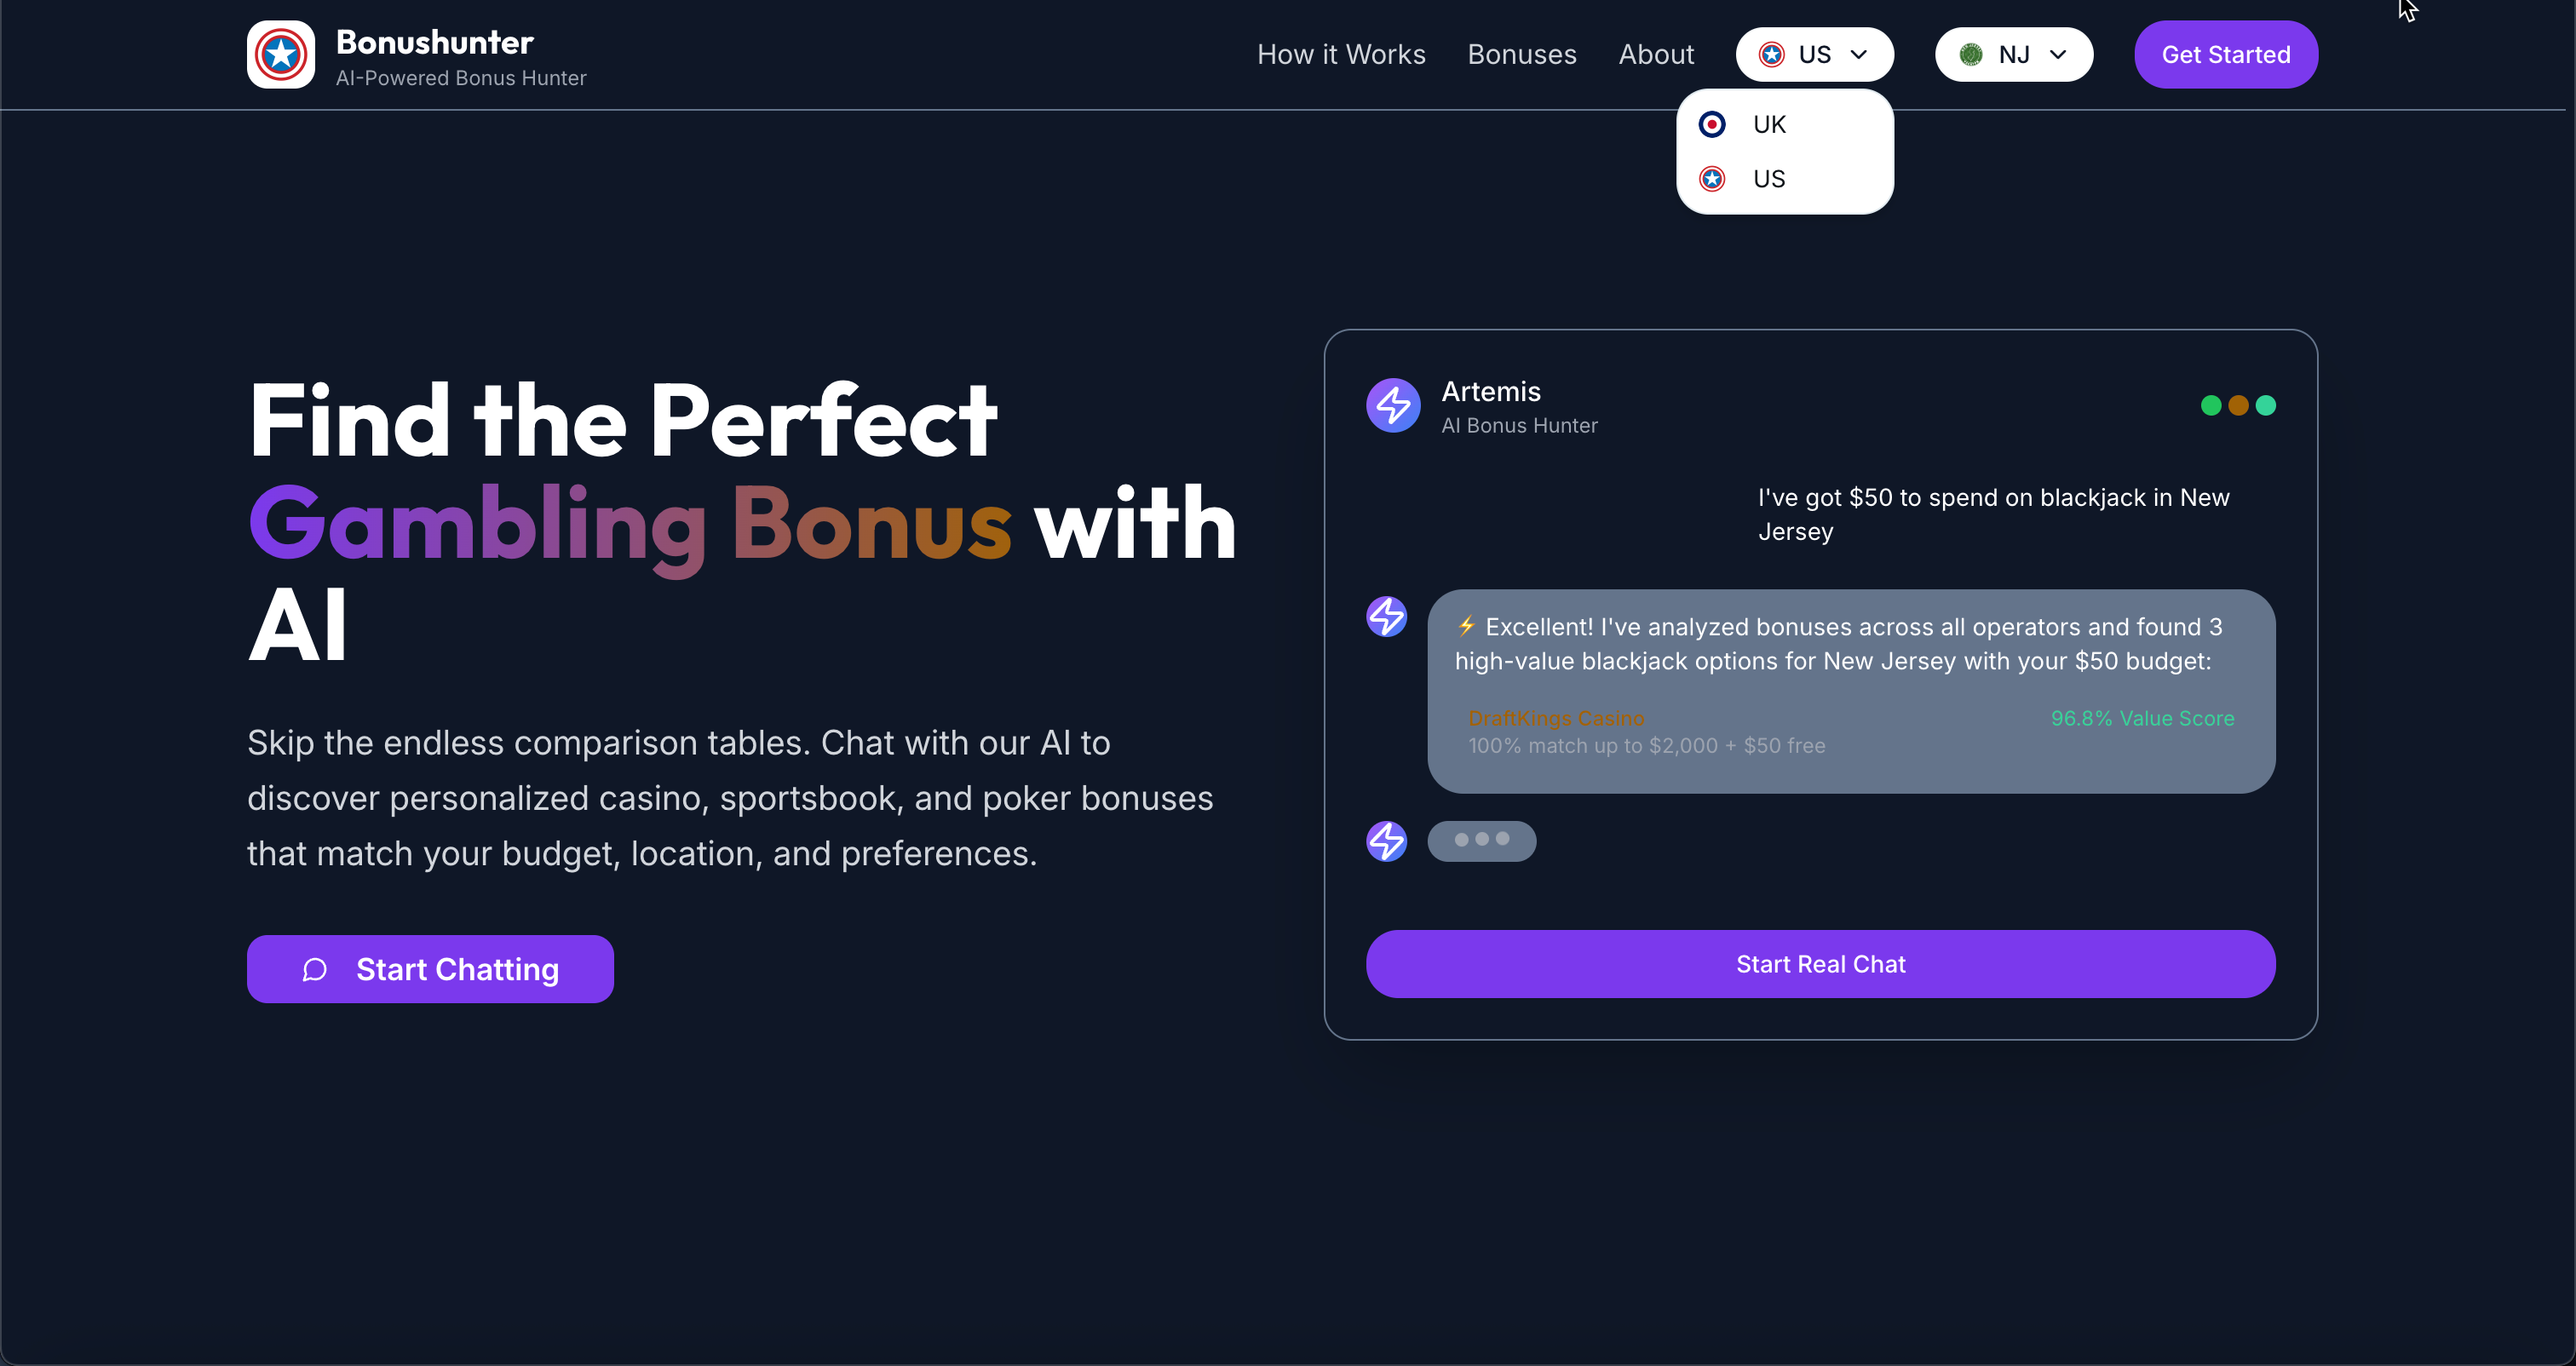 Bonushunter
AI-Powered Bonus Hunter
How it Works
Bonuses
About
US
NJ
Get Started
UK
US
Find the Perfect
Gambling Bonus with
AI
Skip the endless comparison tables. Chat with our AI to
discover personalized casino, sportsbook, and poker bonuses
that match your budget, location, and preferences.
Start Chatting
Artemis
AI Bonus Hunter
I've got $50 to spend on blackjack in New
Jersey
⚡ Excellent! I've analyzed bonuses across all operators and found 3
high-value blackjack options for New Jersey with your $50 budget:
DraftKings Casino
96.8% Value Score
100% match up to $2,000 + $50 free
Start Real Chat